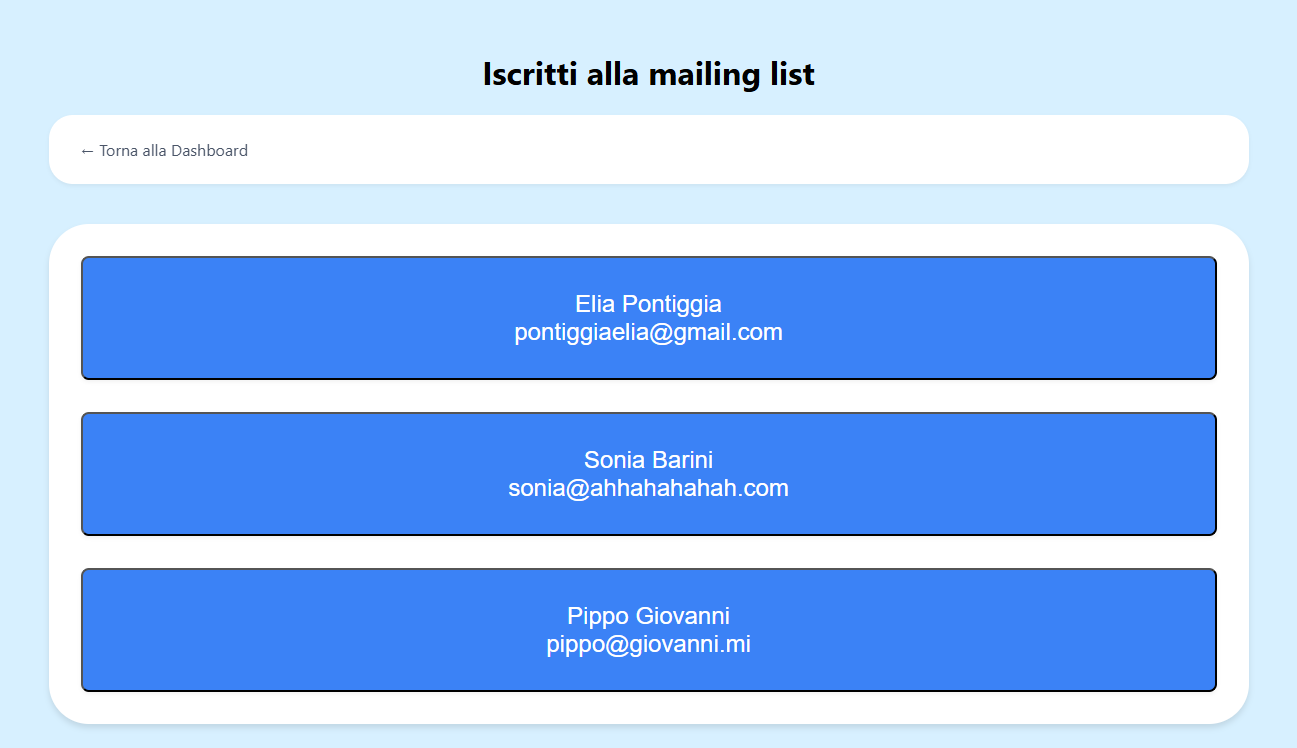 Iscritti alla mailing list
← Torna alla Dashboard
Elia Pontiggia
pontiggiaelia@gmail.com
Sonia Barini
sonia@ahhahahahah.com
Pippo Giovanni
pippo@giovanni.mi